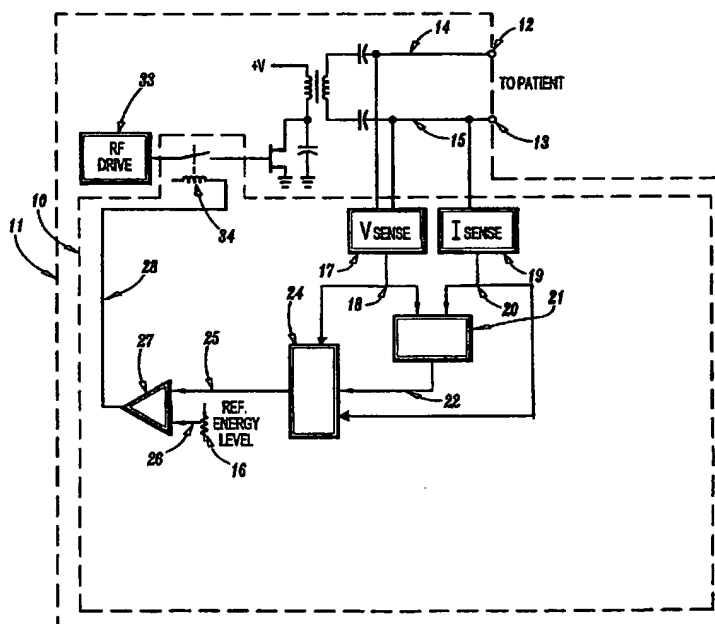 14
12
33
+V
TO PATIENT
RF
DRIVE
15
13
10
11
34
V SENSE
I SENSE
17
18
20
19
28
24
21
27
25
22
REF.
ENERGY
LEVEL
26
16